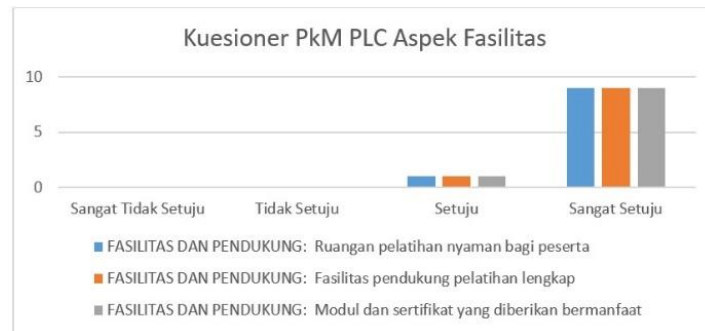 Kuesioner PkM PLC Aspek Fasilitas
10
5
0
Sangat Tidak Setuju Tidak Setuju Setuju Sangat Setuju
FASILITAS DAN PENDUKUNG: Ruangan pelatihan nyaman bagi peserta
FASILITAS DAN PENDUKUNG: Fasilitas pendukung pelatihan lengkap
FASILITAS DAN PENDUKUNG: Modul dan sertifikat yang diberikan bermanfaat